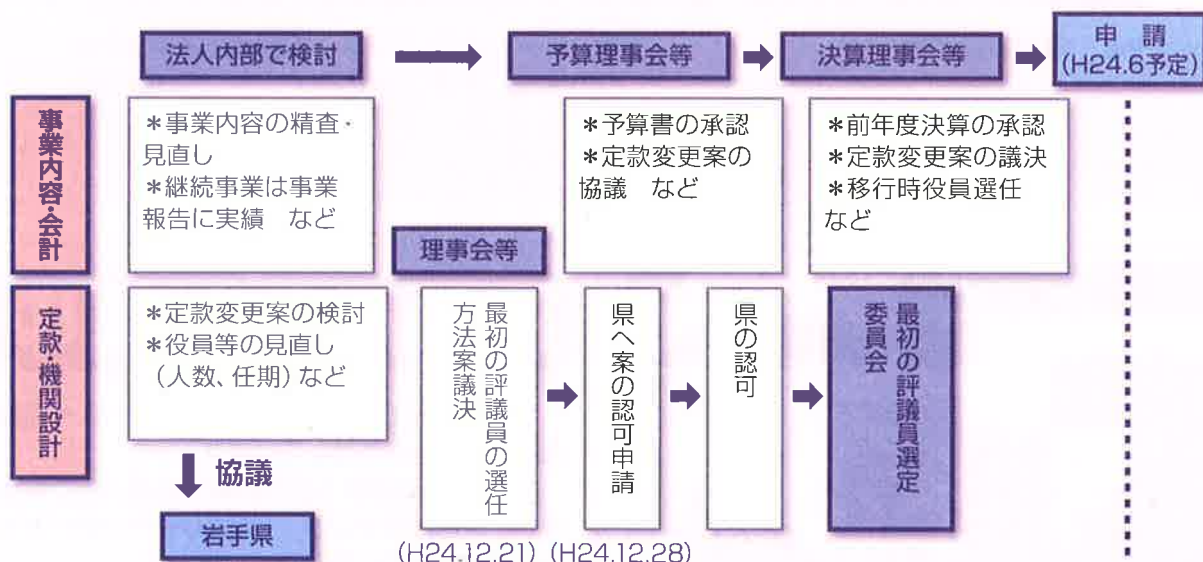 法人内部で検討
予算理事会等
決算理事会等
申 請
(H24.6予定)
事業内容・会計
＊事業内容の精査・
見直し
＊継続事業は事業
報告に実績　など
＊予算書の承認
＊定款変更案の
協議　など
＊前年度決算の承認
＊定款変更案の議決
＊移行時役員選任
など
理事会等
定款・機関設計
＊定款変更案の検討
＊役員等の見直し
（人数、任期）など
最初の評議員の選任
方法案議決
県へ案の認可申請
県の認可
最初の評議員選定
委員会
協議
岩手県
(H24.12.21)
(H24.12.28)